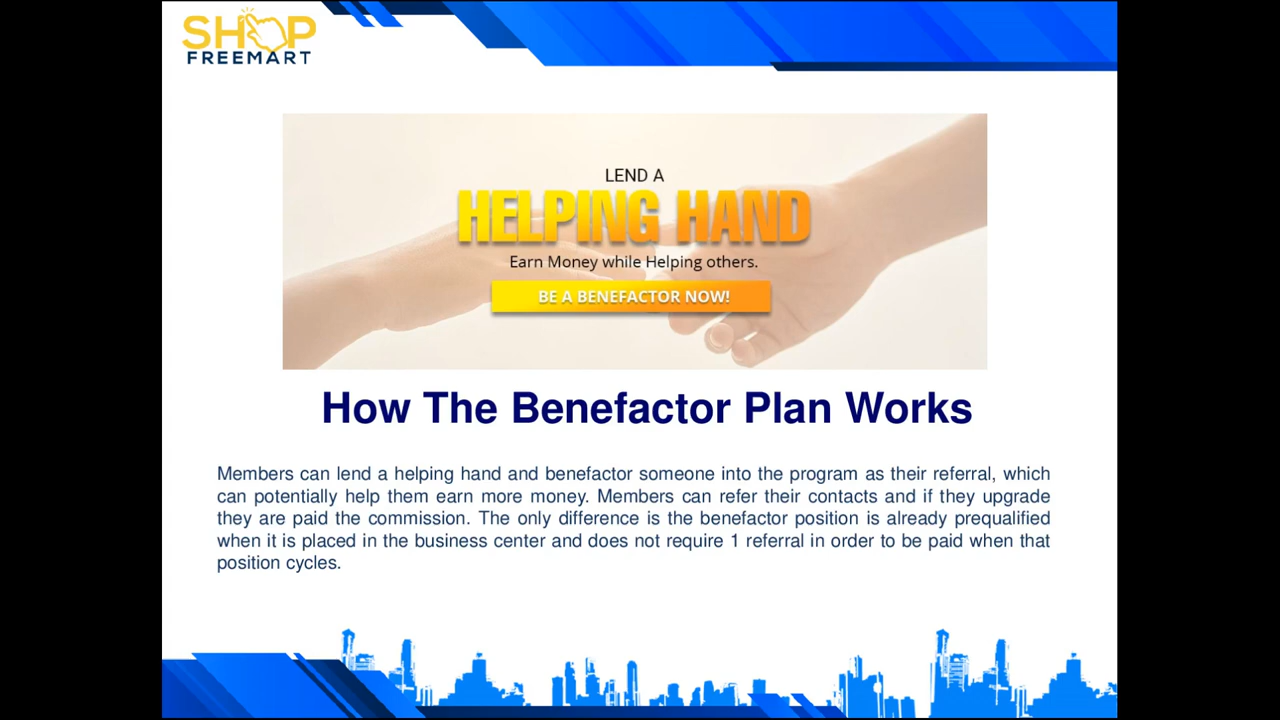 SHOP
FREEMART
LEND A
HELPING HAND
Earn Money while Helping others.
BE A BENEFACTOR NOW!
How The Benefactor Plan Works
Members can lend a helping hand and benefactor someone into the program as their referral, which
can potentially help them earn more money. Members can refer their contacts and if they upgrade
they are paid the commission. The only difference is the benefactor position is already prequalified
when it is placed in the business center and does not require 1 referral in order to be paid when that
position cycles.